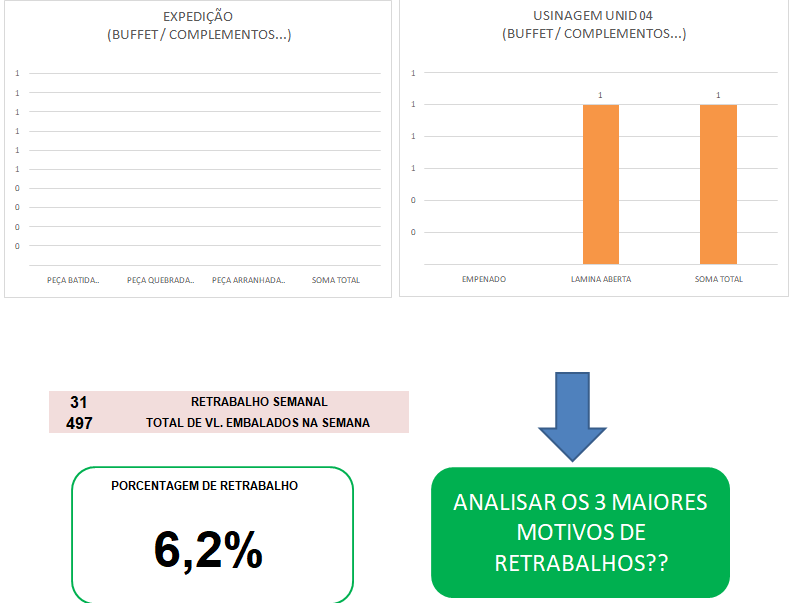 EXPEDIÇÃO
(BUFFET / COMPLEMENTOS...)
1
1
1
1
1
1
0
0
0
0
PEÇA BATIDA.. PEÇA QUEBRADA.. PEÇA ARRANHADA.. SOMA TOTAL
USINAGEM UNID 04
(BUFFET / COMPLEMENTOS...)
1
1
1
1
0
0
1 1
EMPENADO LAMINA ABERTA SOMA TOTAL
31 RETRABALHO SEMANAL
497 TOTAL DE VL. EMBALADOS NA SEMANA
PORCENTAGEM DE RETRABALHO
6,2%
ANALISAR OS 3 MAIORES
MOTIVOS DE
RETRABALHOS??